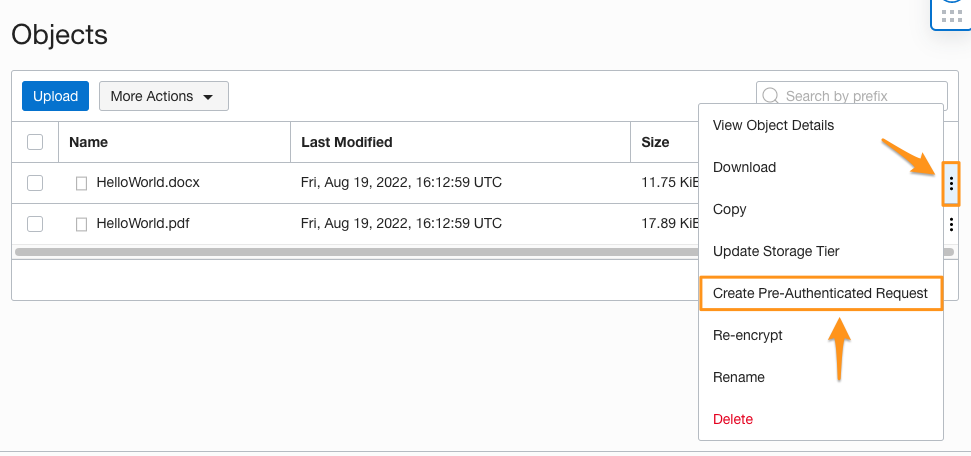 Objects
Upload
More Actions
Search by prefix
Name
Last Modified
Size
HelloWorld.docx
Fri, Aug 19, 2022, 16:12:59 UTC
11.75 KiB
HelloWorld.pdf
Fri, Aug 19, 2022, 16:12:59 UTC
17.89 KiB
View Object Details
Download
Copy
Update Storage Tier
Create Pre-Authenticated Request
Re-encrypt
Rename
Delete